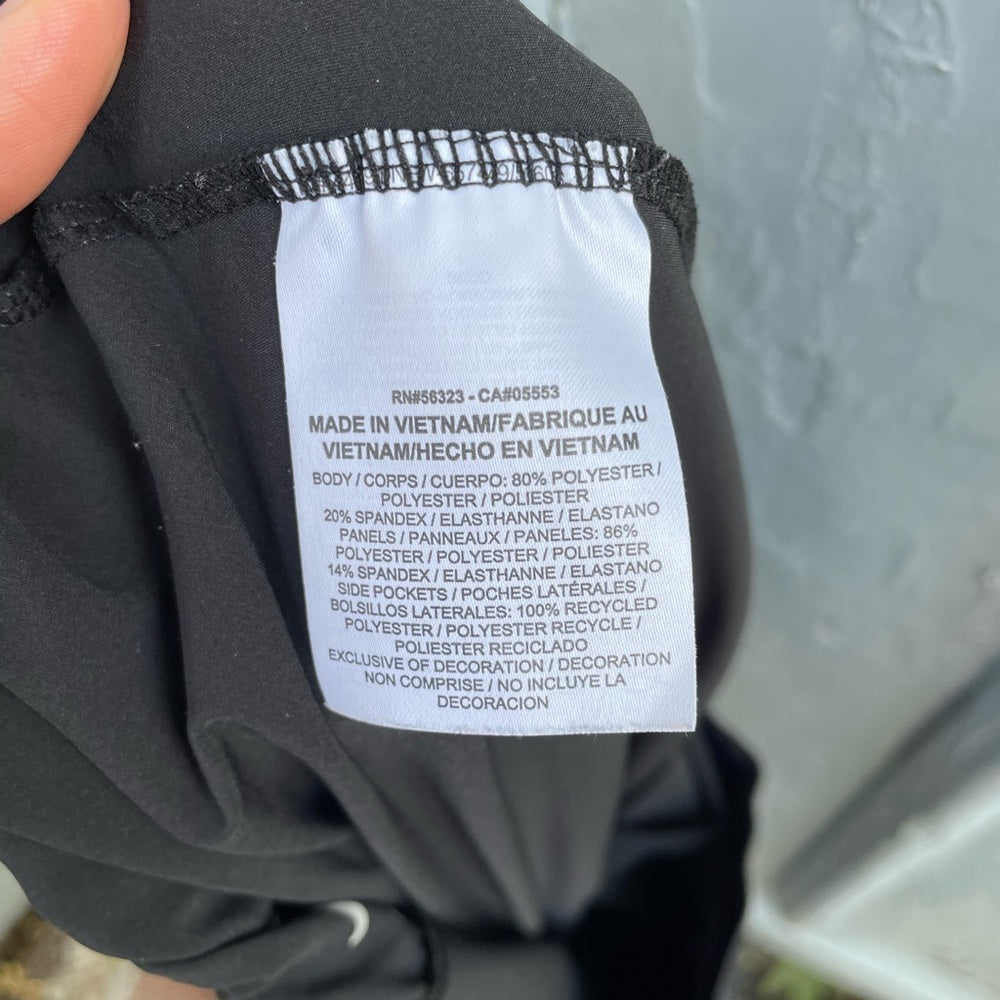 RN#56323 - CA#05553
MADE IN VIETNAM/FABRIQUE AU
VIETNAM/HECHO EN VIETNAM
BODY / CORPS / CUERPO: 80% POLYESTER /
POLYESTER / POLIESTER
20% SPANDEX / ELASTHANNE / ELASTANO
PANELS / PANNEAUX / PANELES: 86%
POLYESTER / POLYESTER / POLIESTER
14% SPANDEX / ELASTHANNE / ELASTANO
SIDE POCKETS / POCHES LATÉRALES /
BOLSILLOS LATERALES: 100% RECYCLED
POLYESTER / POLYESTER RECYCLE /
POLIESTER RECICLADO
EXCLUSIVE OF DECORATION / DECORATION
NON COMPRISE / NO INCLUYE LA
DECORACION